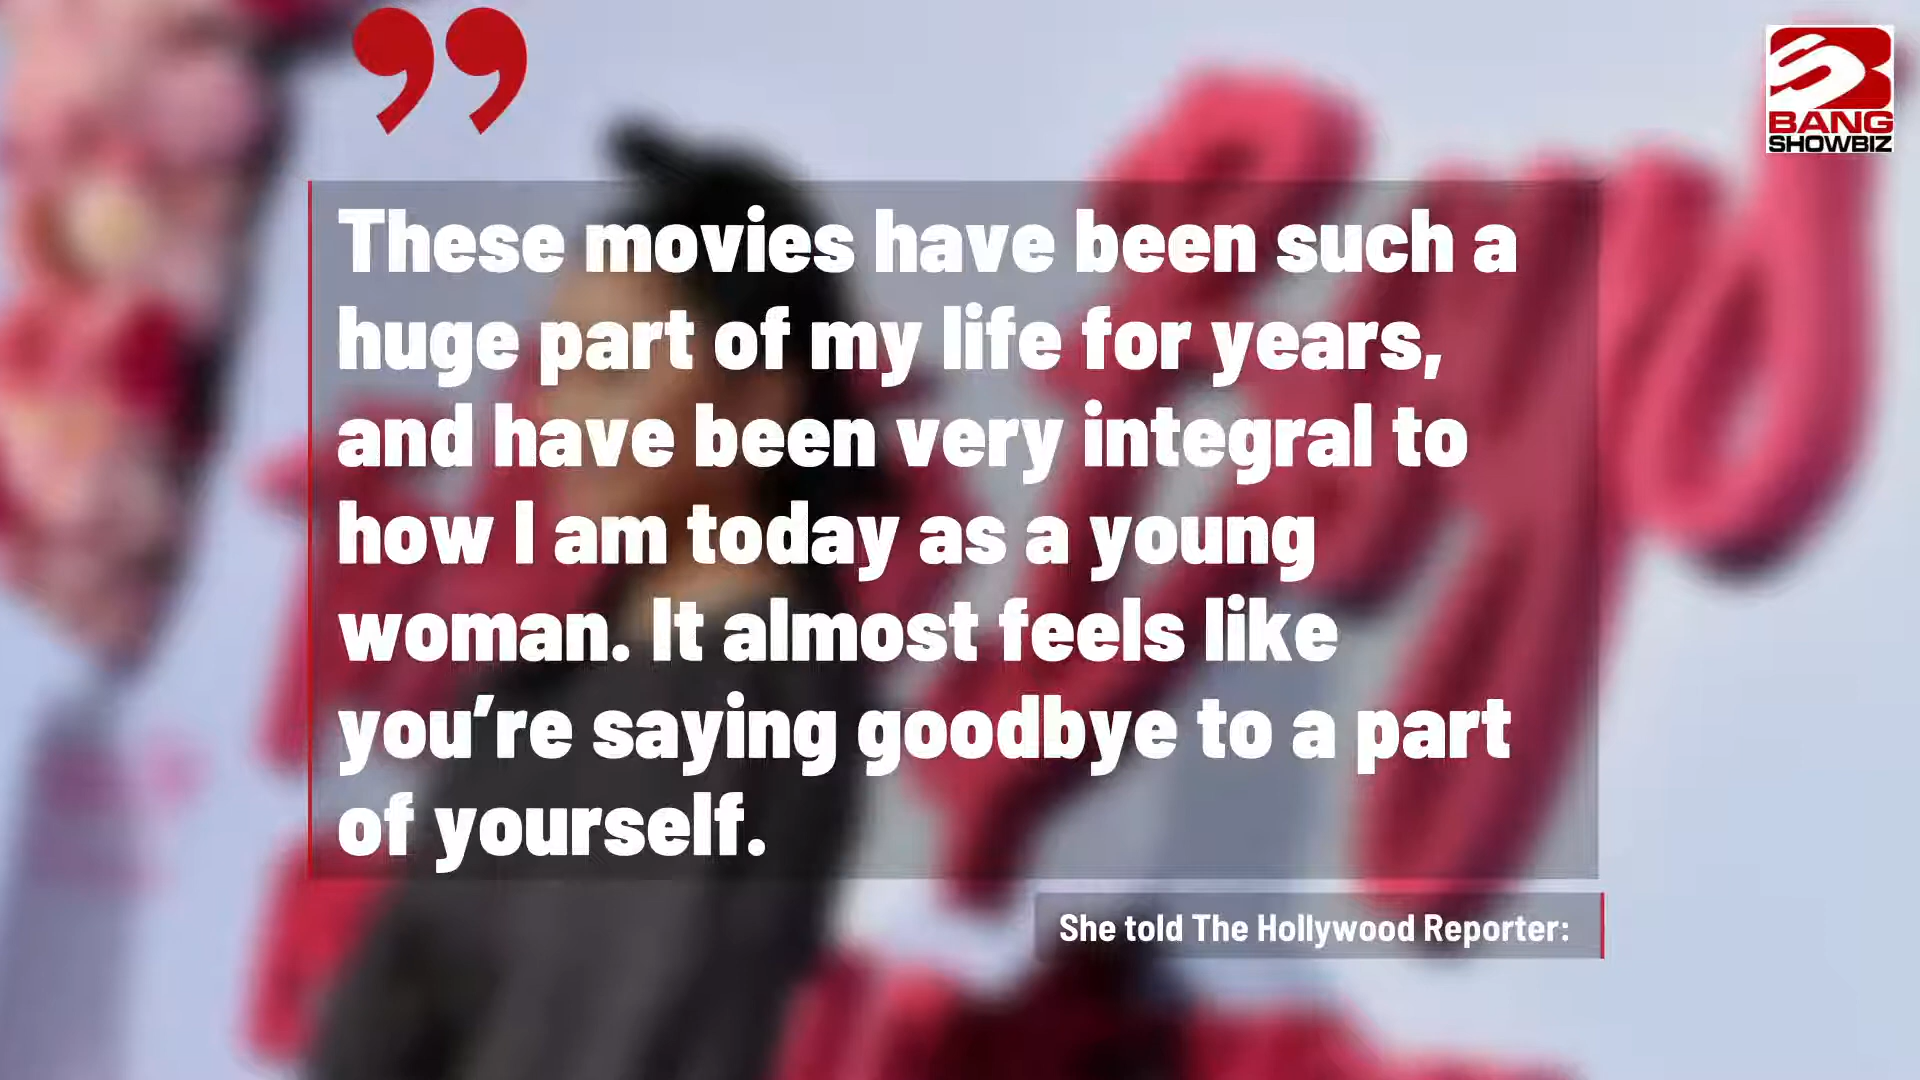 BANG
SHOWBIZ
These movies have been such a
huge part of my life for years,
and have been very integral to
how I am today as a young
woman. It almost feels like
you’re saying goodbye to a part
of yourself.
She told The Hollywood Reporter: